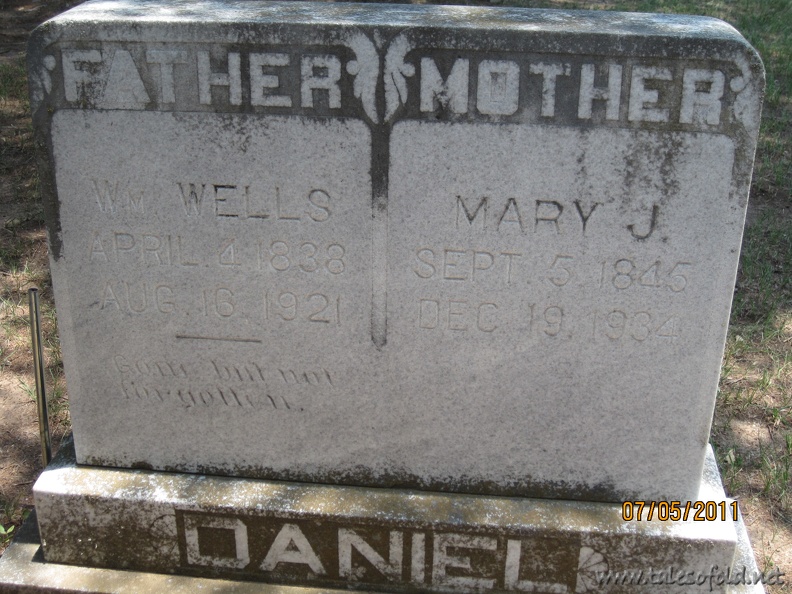 FATHER
Wm. WELLS
APRIL 4, 1838
AUG. 16, 1921
Gone but not
forgotten.
MOTHER
MARY J.
SEPT. 5, 1845
DEC. 19, 1934
DANIEL
07/05/2011
www.talesofold.net